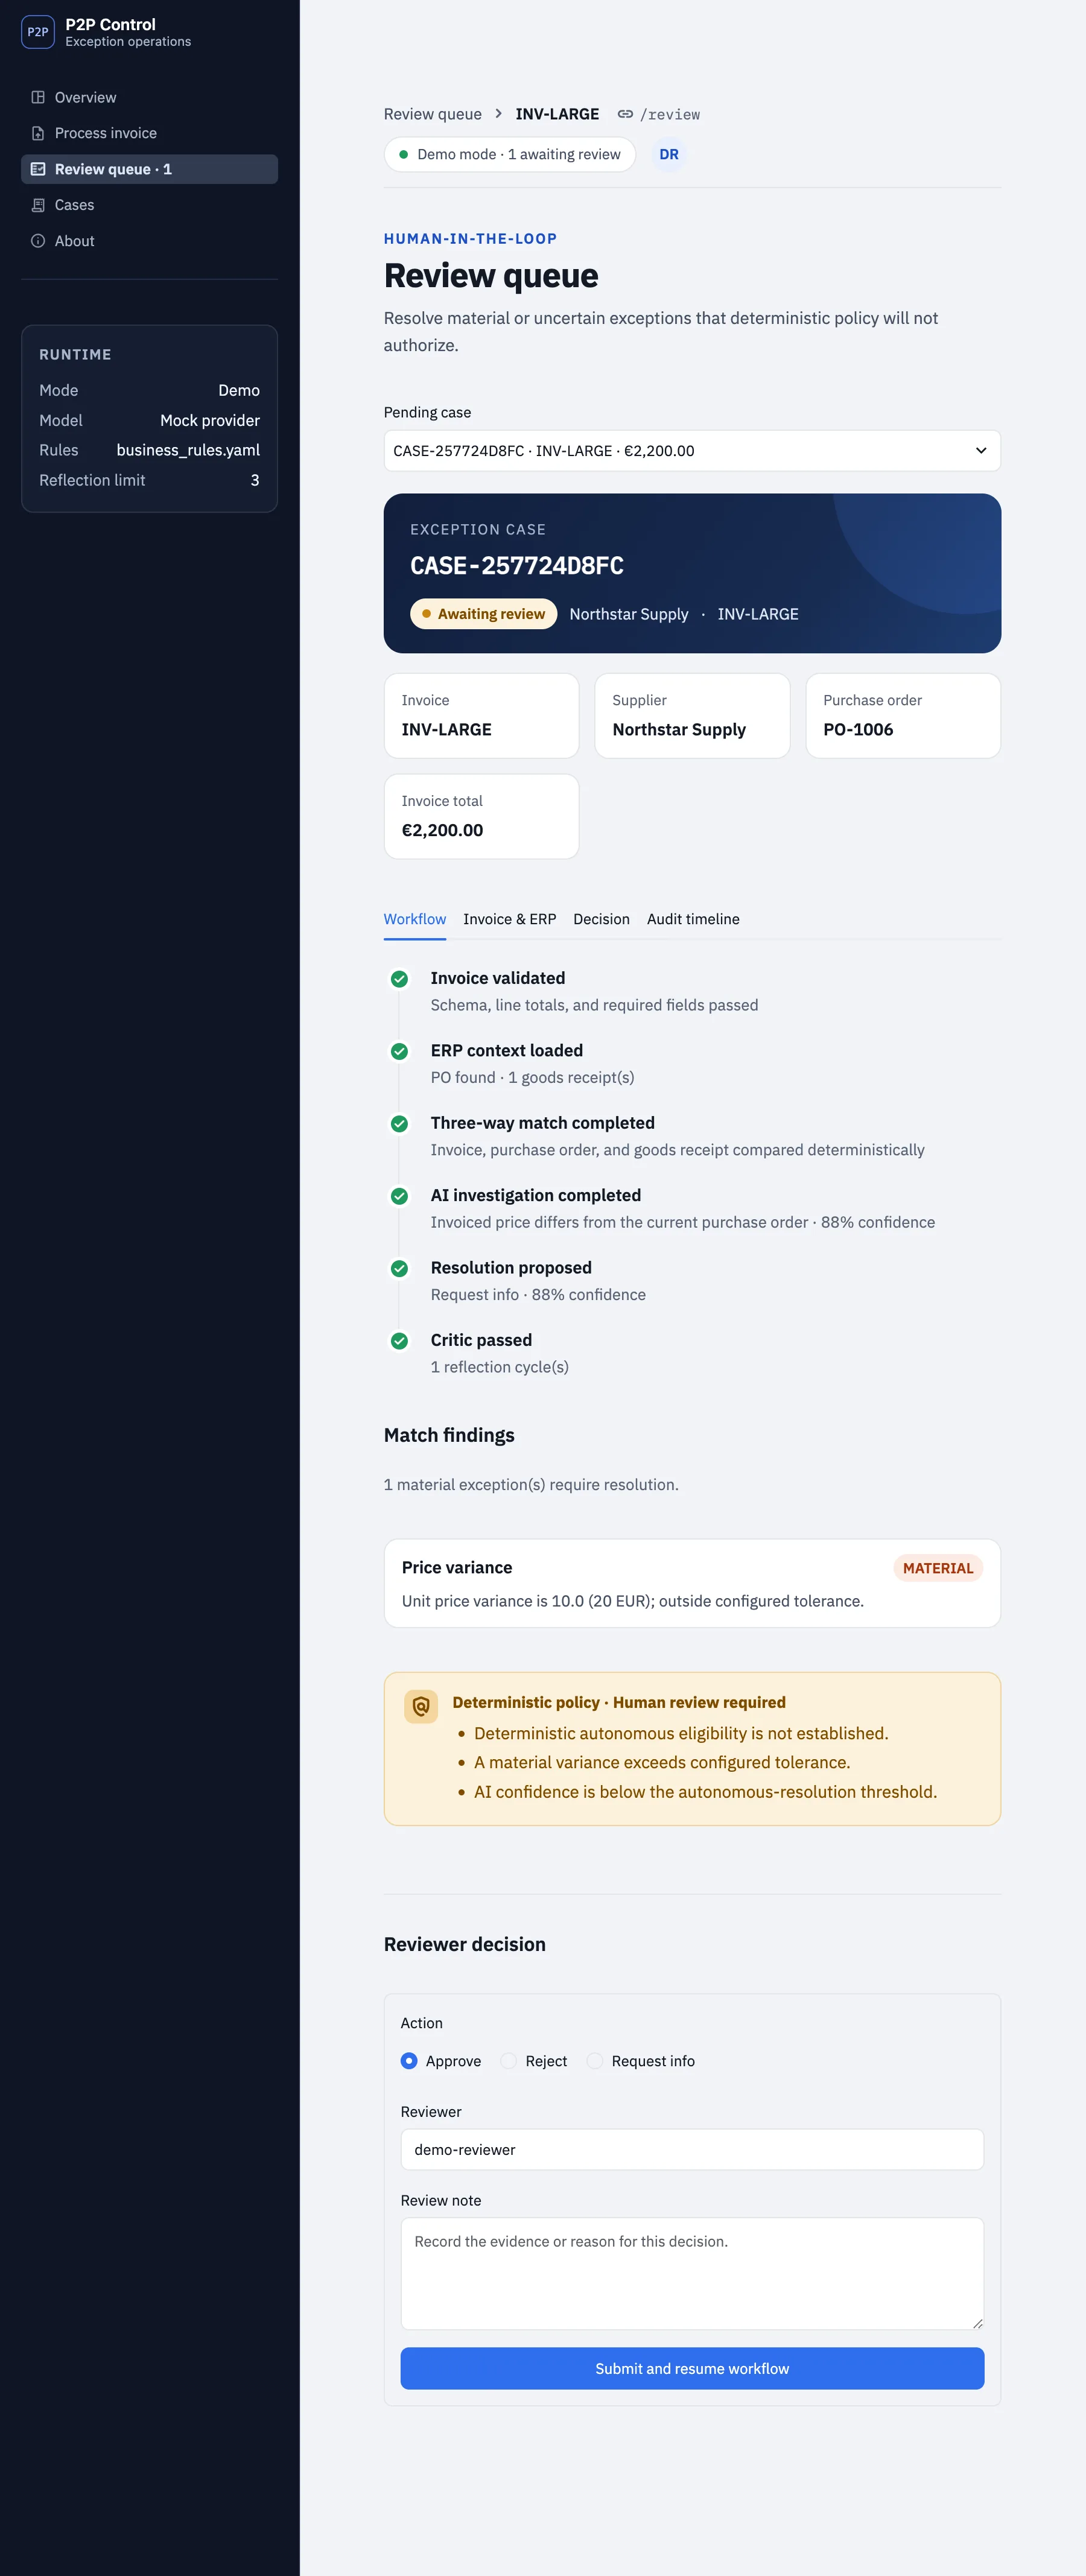 P2P
P2P Control
Exception operations
Overview
Process invoice
Review queue · 1
Cases
About
RUNTIME
Mode Demo
Model Mock provider
Rules business_rules.yaml
Reflection limit 3
Review queue > INV-LARGE /review
Demo mode · 1 awaiting review DR
HUMAN-IN-THE-LOOP
Review queue
Resolve material or uncertain exceptions that deterministic policy will not
authorize.
Pending case
CASE-257724D8FC · INV-LARGE · €2,200.00
EXCEPTION CASE
CASE-257724D8FC
Awaiting review Northstar Supply · INV-LARGE
Invoice
INV-LARGE
Supplier
Northstar Supply
Purchase order
PO-1006
Invoice total
€2,200.00
Workflow Invoice & ERP Decision Audit timeline
Invoice validated
Schema, line totals, and required fields passed
ERP context loaded
PO found · 1 goods receipt(s)
Three-way match completed
Invoice, purchase order, and goods receipt compared deterministically
AI investigation completed
Invoiced price differs from the current purchase order · 88% confidence
Resolution proposed
Request info · 88% confidence
Critic passed
1 reflection cycle(s)
Match findings
1 material exception(s) require resolution.
Price variance MATERIAL
Unit price variance is 10.0 (20 EUR); outside configured tolerance.
Deterministic policy · Human review required
• Deterministic autonomous eligibility is not established.
• A material variance exceeds configured tolerance.
• AI confidence is below the autonomous-resolution threshold.
Reviewer decision
Action
Approve Reject Request info
Reviewer
demo-reviewer
Review note
Record the evidence or reason for this decision.
Submit and resume workflow